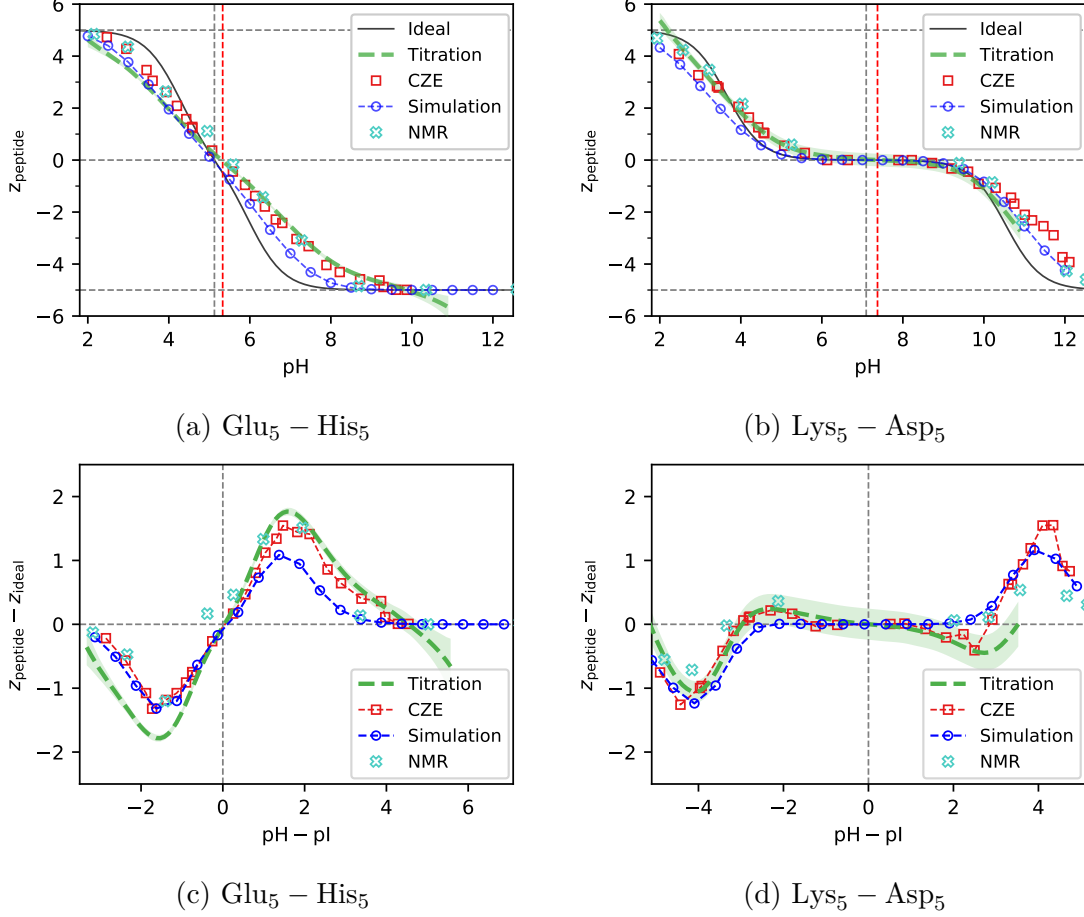 6
4
2
0
−2
−4
−6
z_peptide
2
4
6
8
10
12
pH
Ideal
Titration
CZE
Simulation
NMR
(a) Glu₅ − His₅
6
4
2
0
−2
−4
−6
z_peptide
2
4
6
8
10
12
pH
Ideal
Titration
CZE
Simulation
NMR
(b) Lys₅ − Asp₅
2
1
0
−1
−2
z_peptide − z_ideal
−2
0
2
4
6
pH − pI
Titration
CZE
Simulation
NMR
(c) Glu₅ − His₅
2
1
0
−1
−2
z_peptide − z_ideal
−4
−2
0
2
4
pH − pI
Titration
CZE
Simulation
NMR
(d) Lys₅ − Asp₅